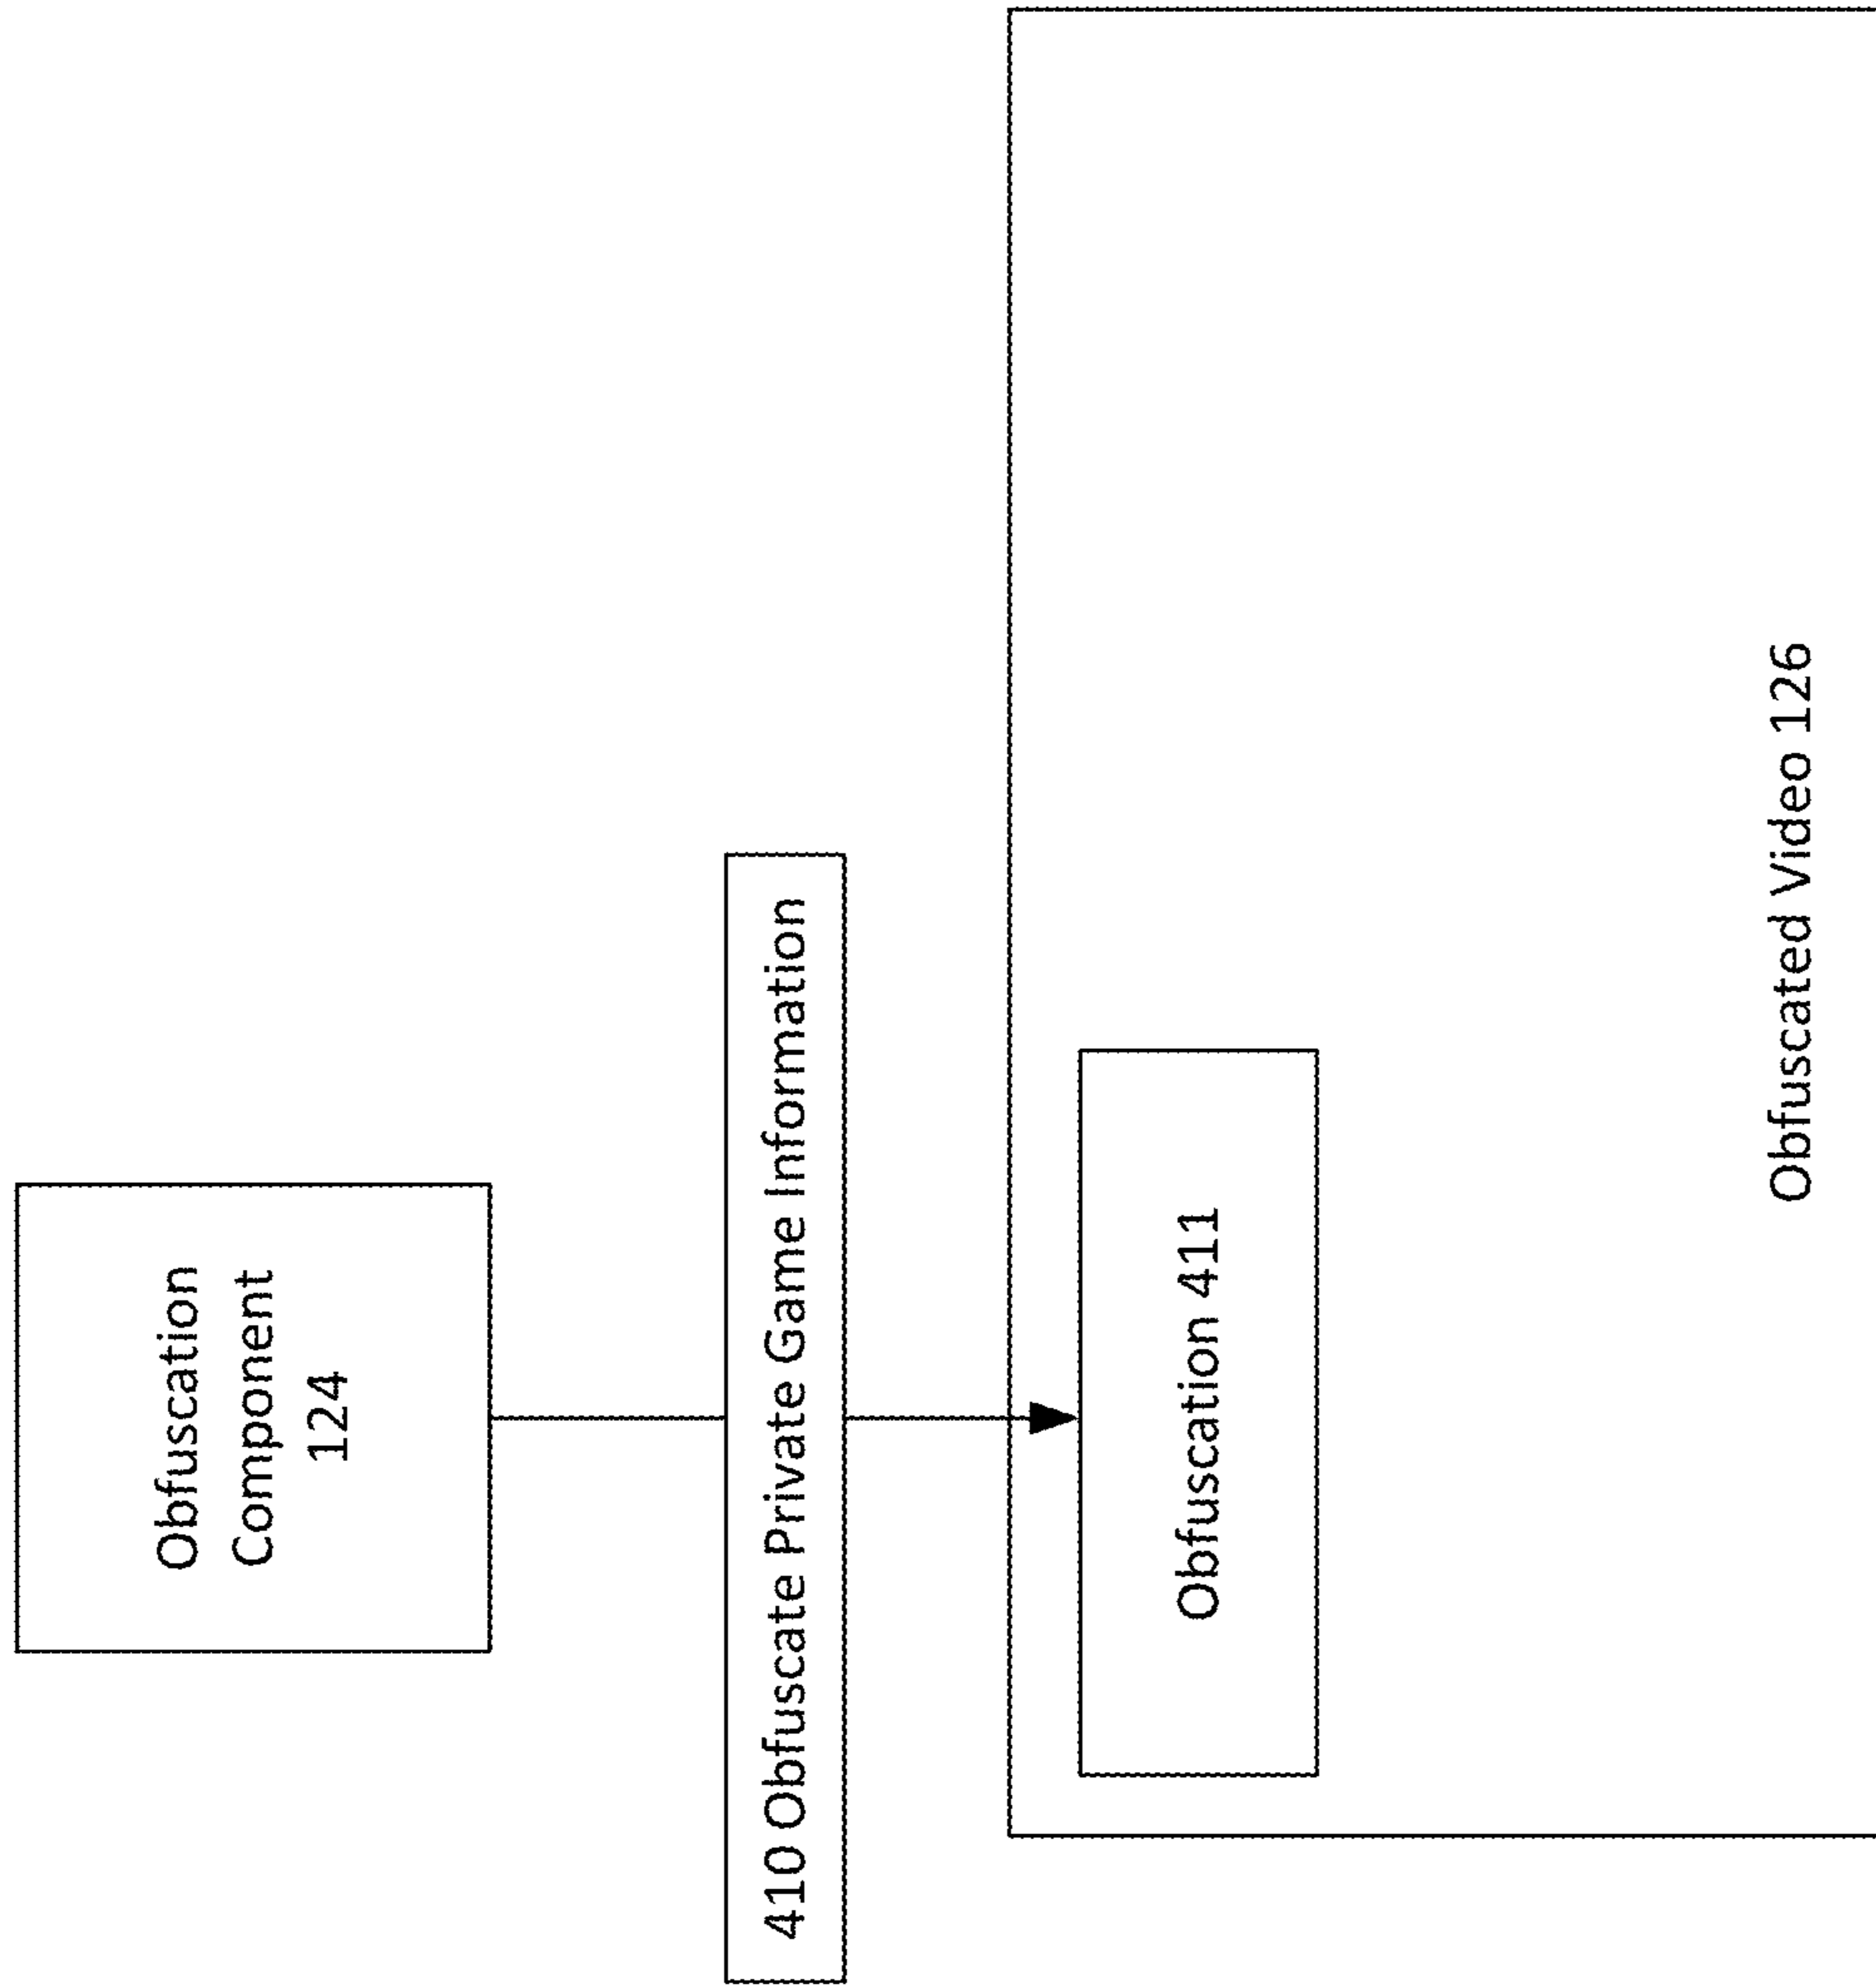 Obfuscation
Component
124
410 Obfuscate Private Game Information
Obfuscation 411
Obfuscated Video 126